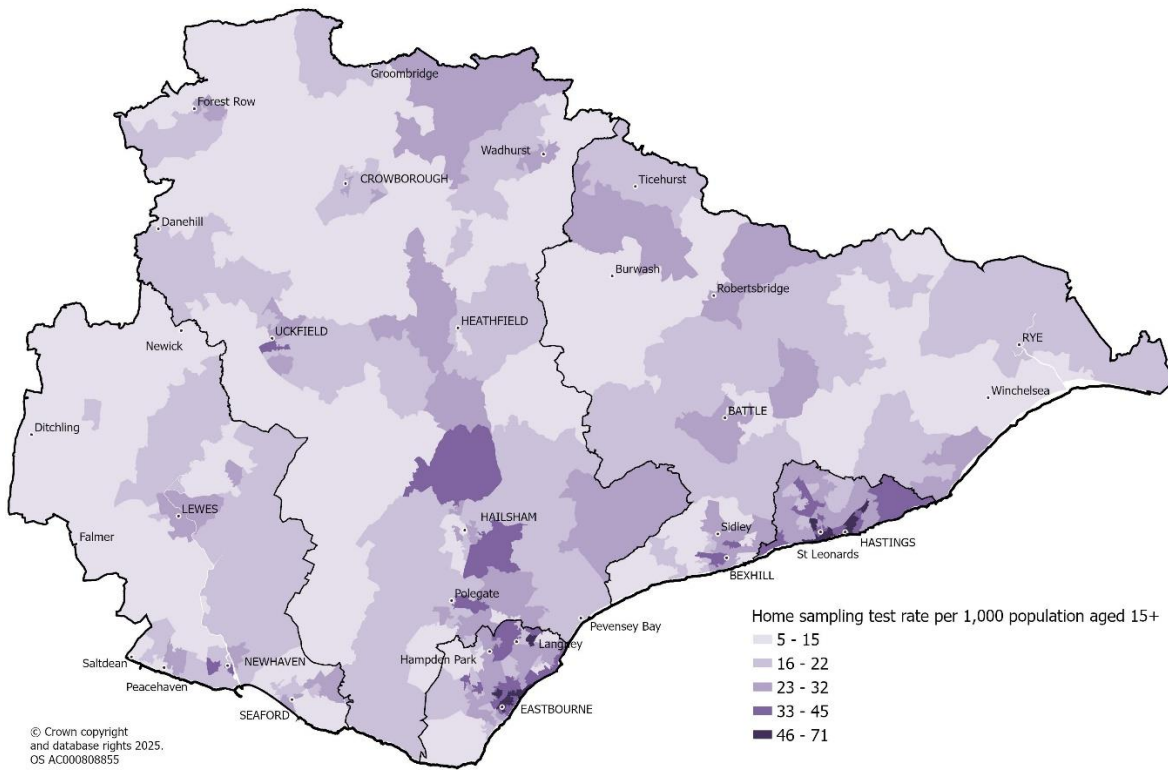 Groombridge
Forest Row
Wadhurst
CROWBOROUGH
Ticehurst
Danehill
Burwash
Robertsbridge
UCKFIELD
HEATHFIELD
Newick
RYE
Winchelsea
BATTLE
Ditchling
LEWES
HAILSHAM
Sidley
HASTINGS
St Leonards
Falmer
BEXHILL
Polegate
Pevensey Bay
Langney
Hampden Park
Saltdean
NEWHAVEN
Peacehaven
SEAFORD
EASTBOURNE
Home sampling test rate per 1,000 population aged 15+
5 - 15
16 - 22
23 - 32
33 - 45
46 - 71
© Crown copyright
and database rights 2025.
OS AC000808855